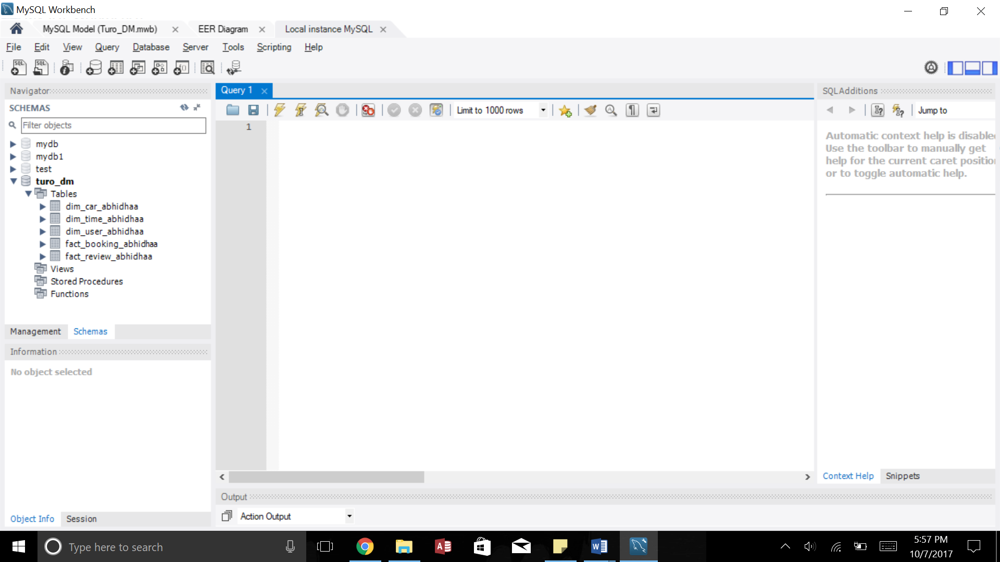 MySQL Workbench
MySQL Model (Turo_DM.mwb)
EER Diagram
Local instance MySQL
File Edit View Query Database Server Tools Scripting Help
Navigator
SCHEMAS
Filter objects
mydb
mydb1
test
turo_dm
Tables
dim_car_abhidhaa
dim_time_abhidhaa
dim_user_abhidhaa
fact_booking_abhidhaa
fact_review_abhidhaa
Views
Stored Procedures
Functions
Management Schemas
Information
No object selected
Object Info Session
Query 1
Limit to 1000 rows
1
Output
Action Output
SQLAdditions
Jump to
Automatic context help is disable
Use the toolbar to manually get
help for the current caret positio
or to toggle automatic help.
Context Help Snippets
Type here to search
5:57 PM
10/7/2017